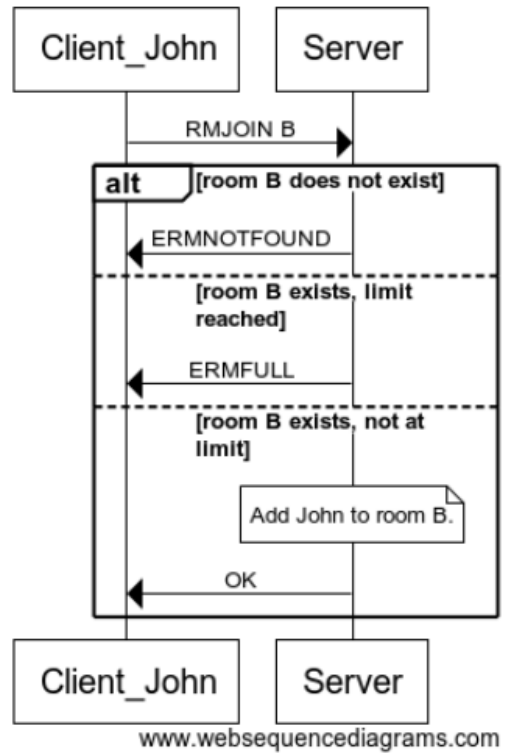 Client_John
Server
RMJOIN B
alt
[room B does not exist]
ERMNOTFOUND
[room B exists, limit
reached]
ERMFULL
[room B exists, not at
limit]
Add John to room B.
OK
Client_John
Server
www.websequencediagrams.com